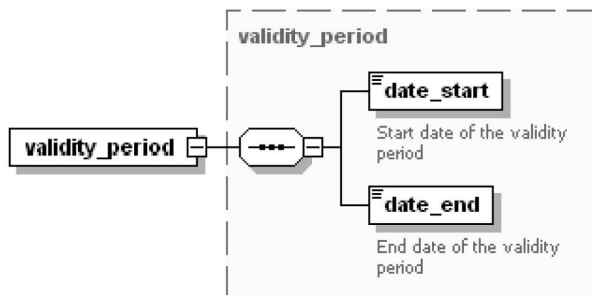 validity_period
date_start
Start date of the validity
period
validity_period
date_end
End date of the validity
period